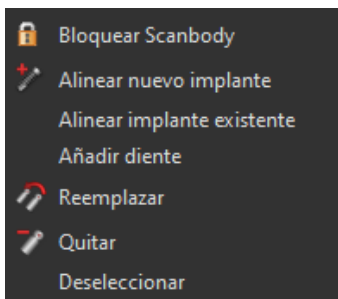 Bloquear Scanbody
Alinear nuevo implante
Alinear implante existente
Añadir diente
Reemplazar
Quitar
Deseleccionar